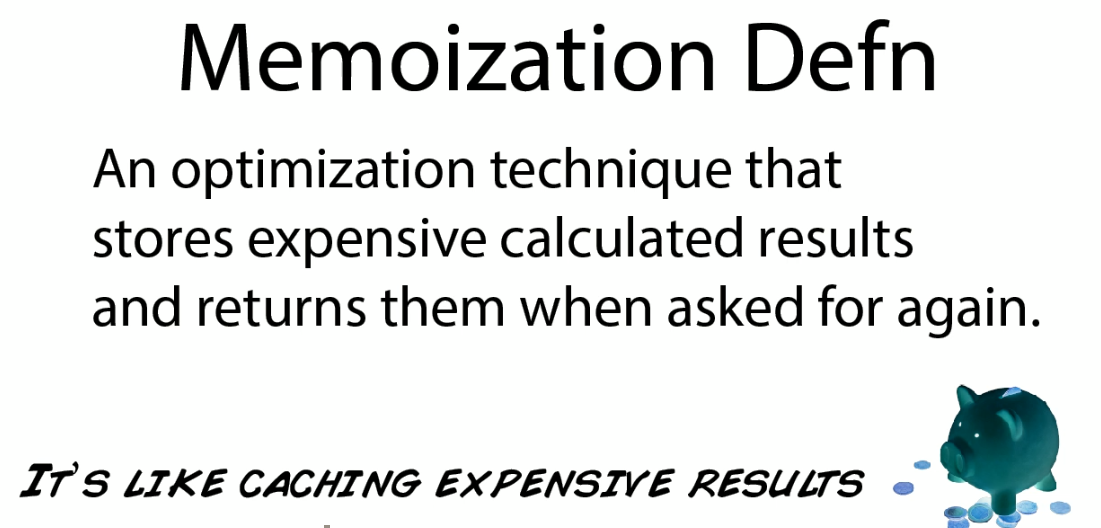 Memoization Defn
An optimization technique that
stores expensive calculated results
and returns them when asked for again.
It's like caching expensive results